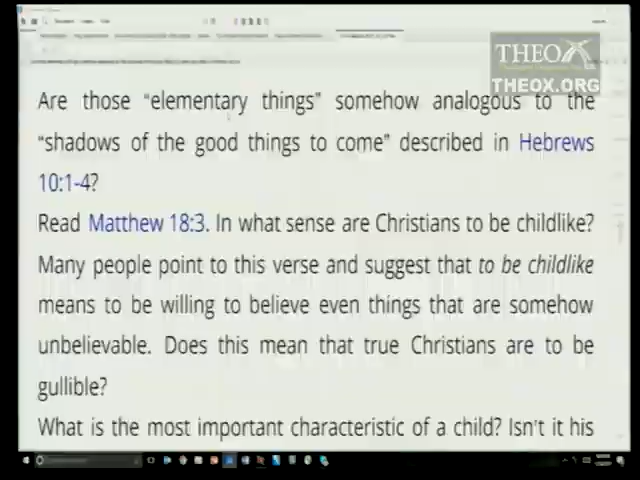 THEOX
THEOX.ORG
Are those “elementary things” somehow analogous to the
“shadows of the good things to come” described in Hebrews
10:1-4?
Read Matthew 18:3. In what sense are Christians to be childlike?
Many people point to this verse and suggest that to be childlike
means to be willing to believe even things that are somehow
unbelievable. Does this mean that true Christians are to be
gullible?
What is the most important characteristic of a child? Isn't it his